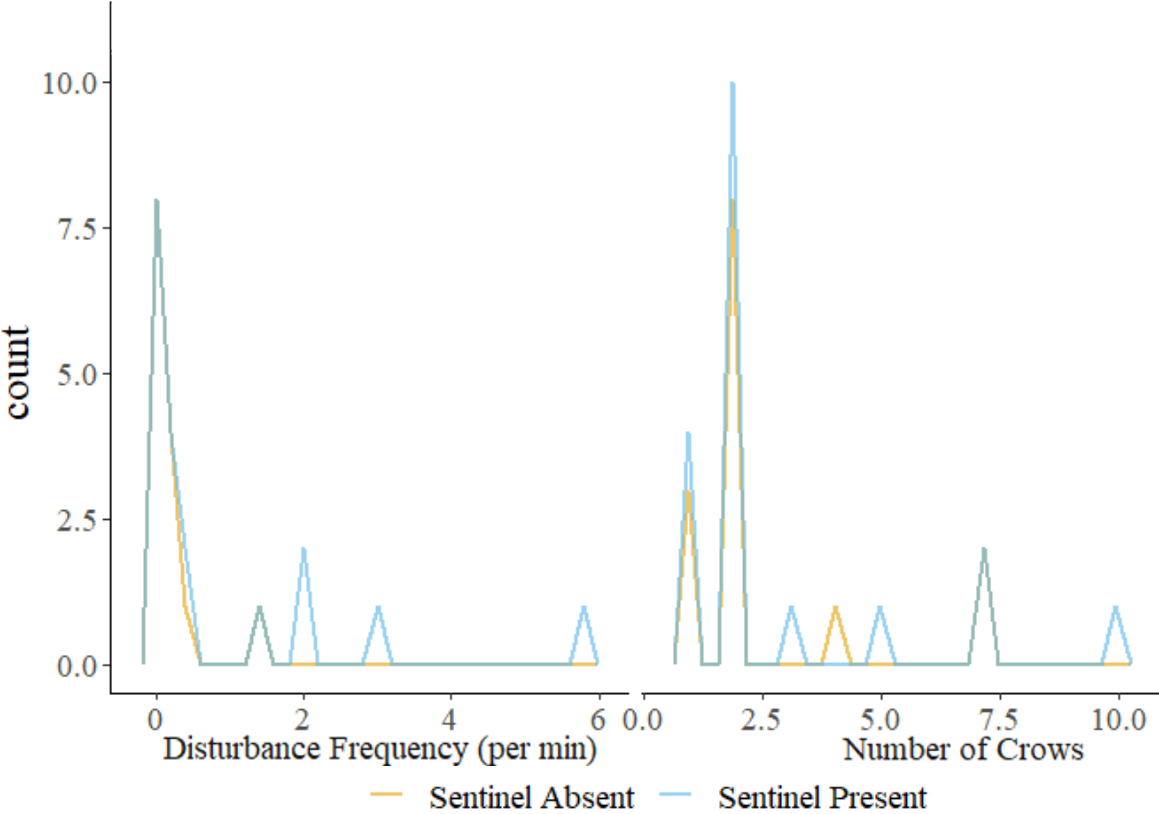 10.0
7.5
5.0
2.5
0.0
count
0 2 4 6 0.0 2.5 5.0 7.5 10.0
Disturbance Frequency (per min) Number of Crows
Sentinel Absent Sentinel Present